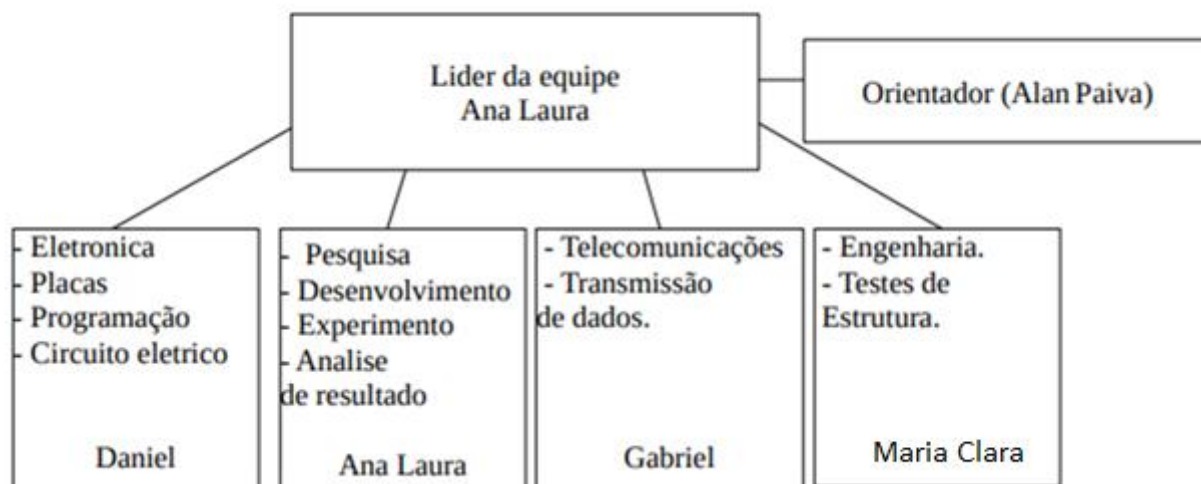 Lider da equipe
Ana Laura
Orientador (Alan Paiva)
- Eletronica
- Placas
- Programação
- Circuito eletrico
Daniel
- Pesquisa
- Desenvolvimento
- Experimento
- Analise
de resultado
Ana Laura
- Telecomunicações
- Transmissão
de dados.
Gabriel
- Engenharia.
- Testes de
Estrutura.
Maria Clara